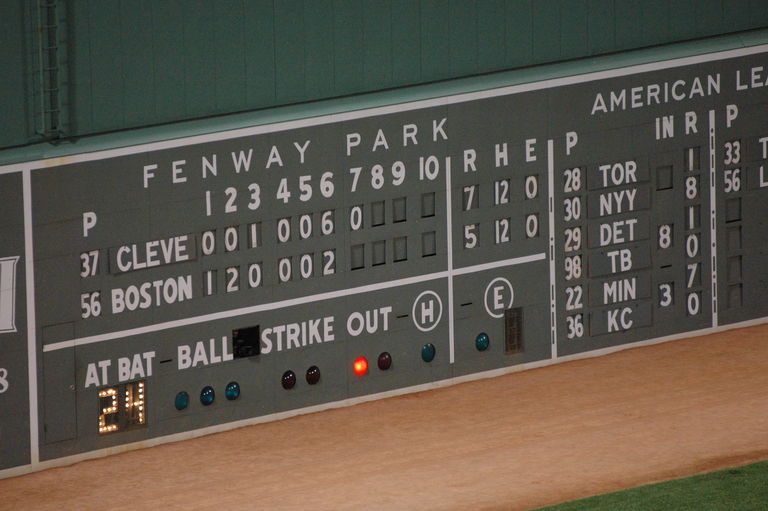 FENWAY PARK
AMERICAN LEA
P 1 2 3 4 5 6 7 8 9 10 R H E
37 CLEVE 0 0 1 0 0 6 0 7 12 0
56 BOSTON 1 2 0 0 0 2 5 12 0
AT BAT - BALL STRIKE OUT - H - E
24
P IN R P
28 TOR 1 33 T
30 NYY 8 56 L
29 DET 8 1
98 TB 0
22 MIN 3 7
36 KC 0
8